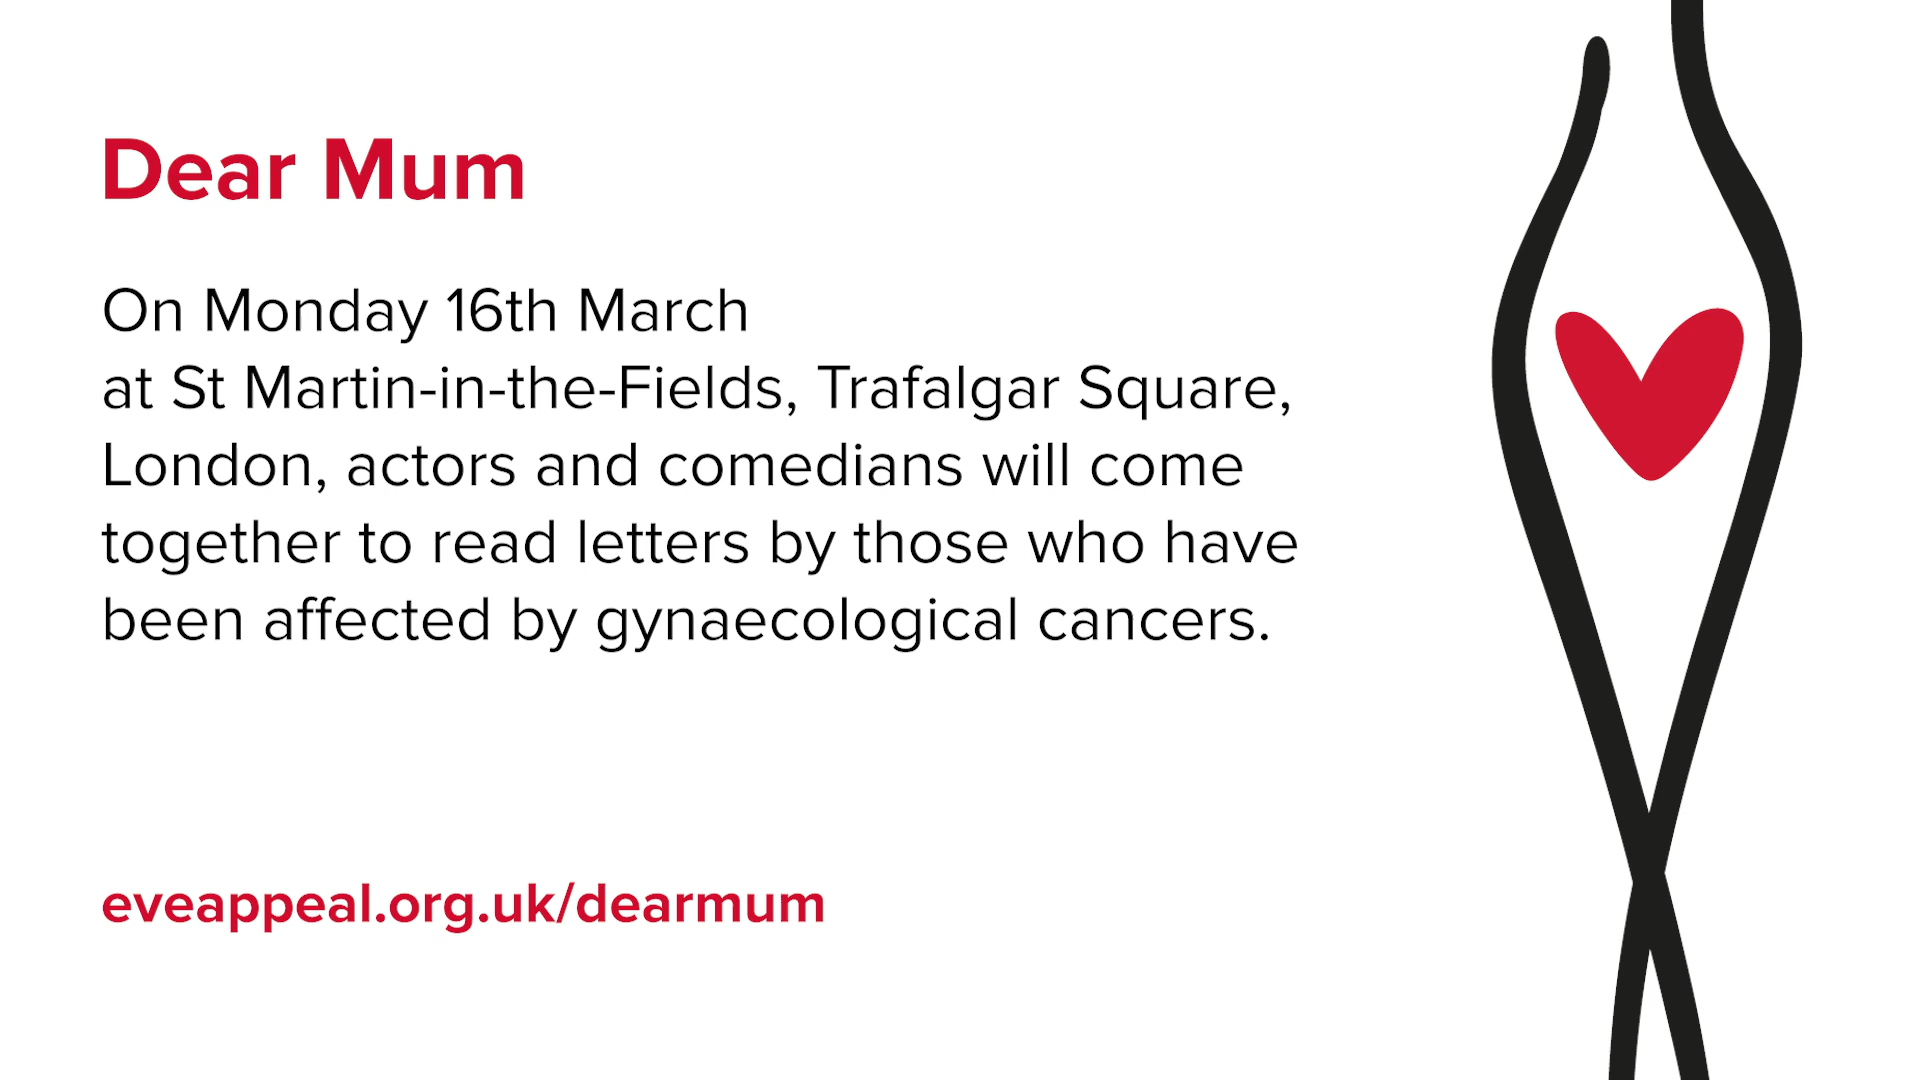 Dear Mum
On Monday 16th March
at St Martin-in-the-Fields, Trafalgar Square,
London, actors and comedians will come
together to read letters by those who have
been affected by gynaecological cancers.
eveappeal.org.uk/dearmum